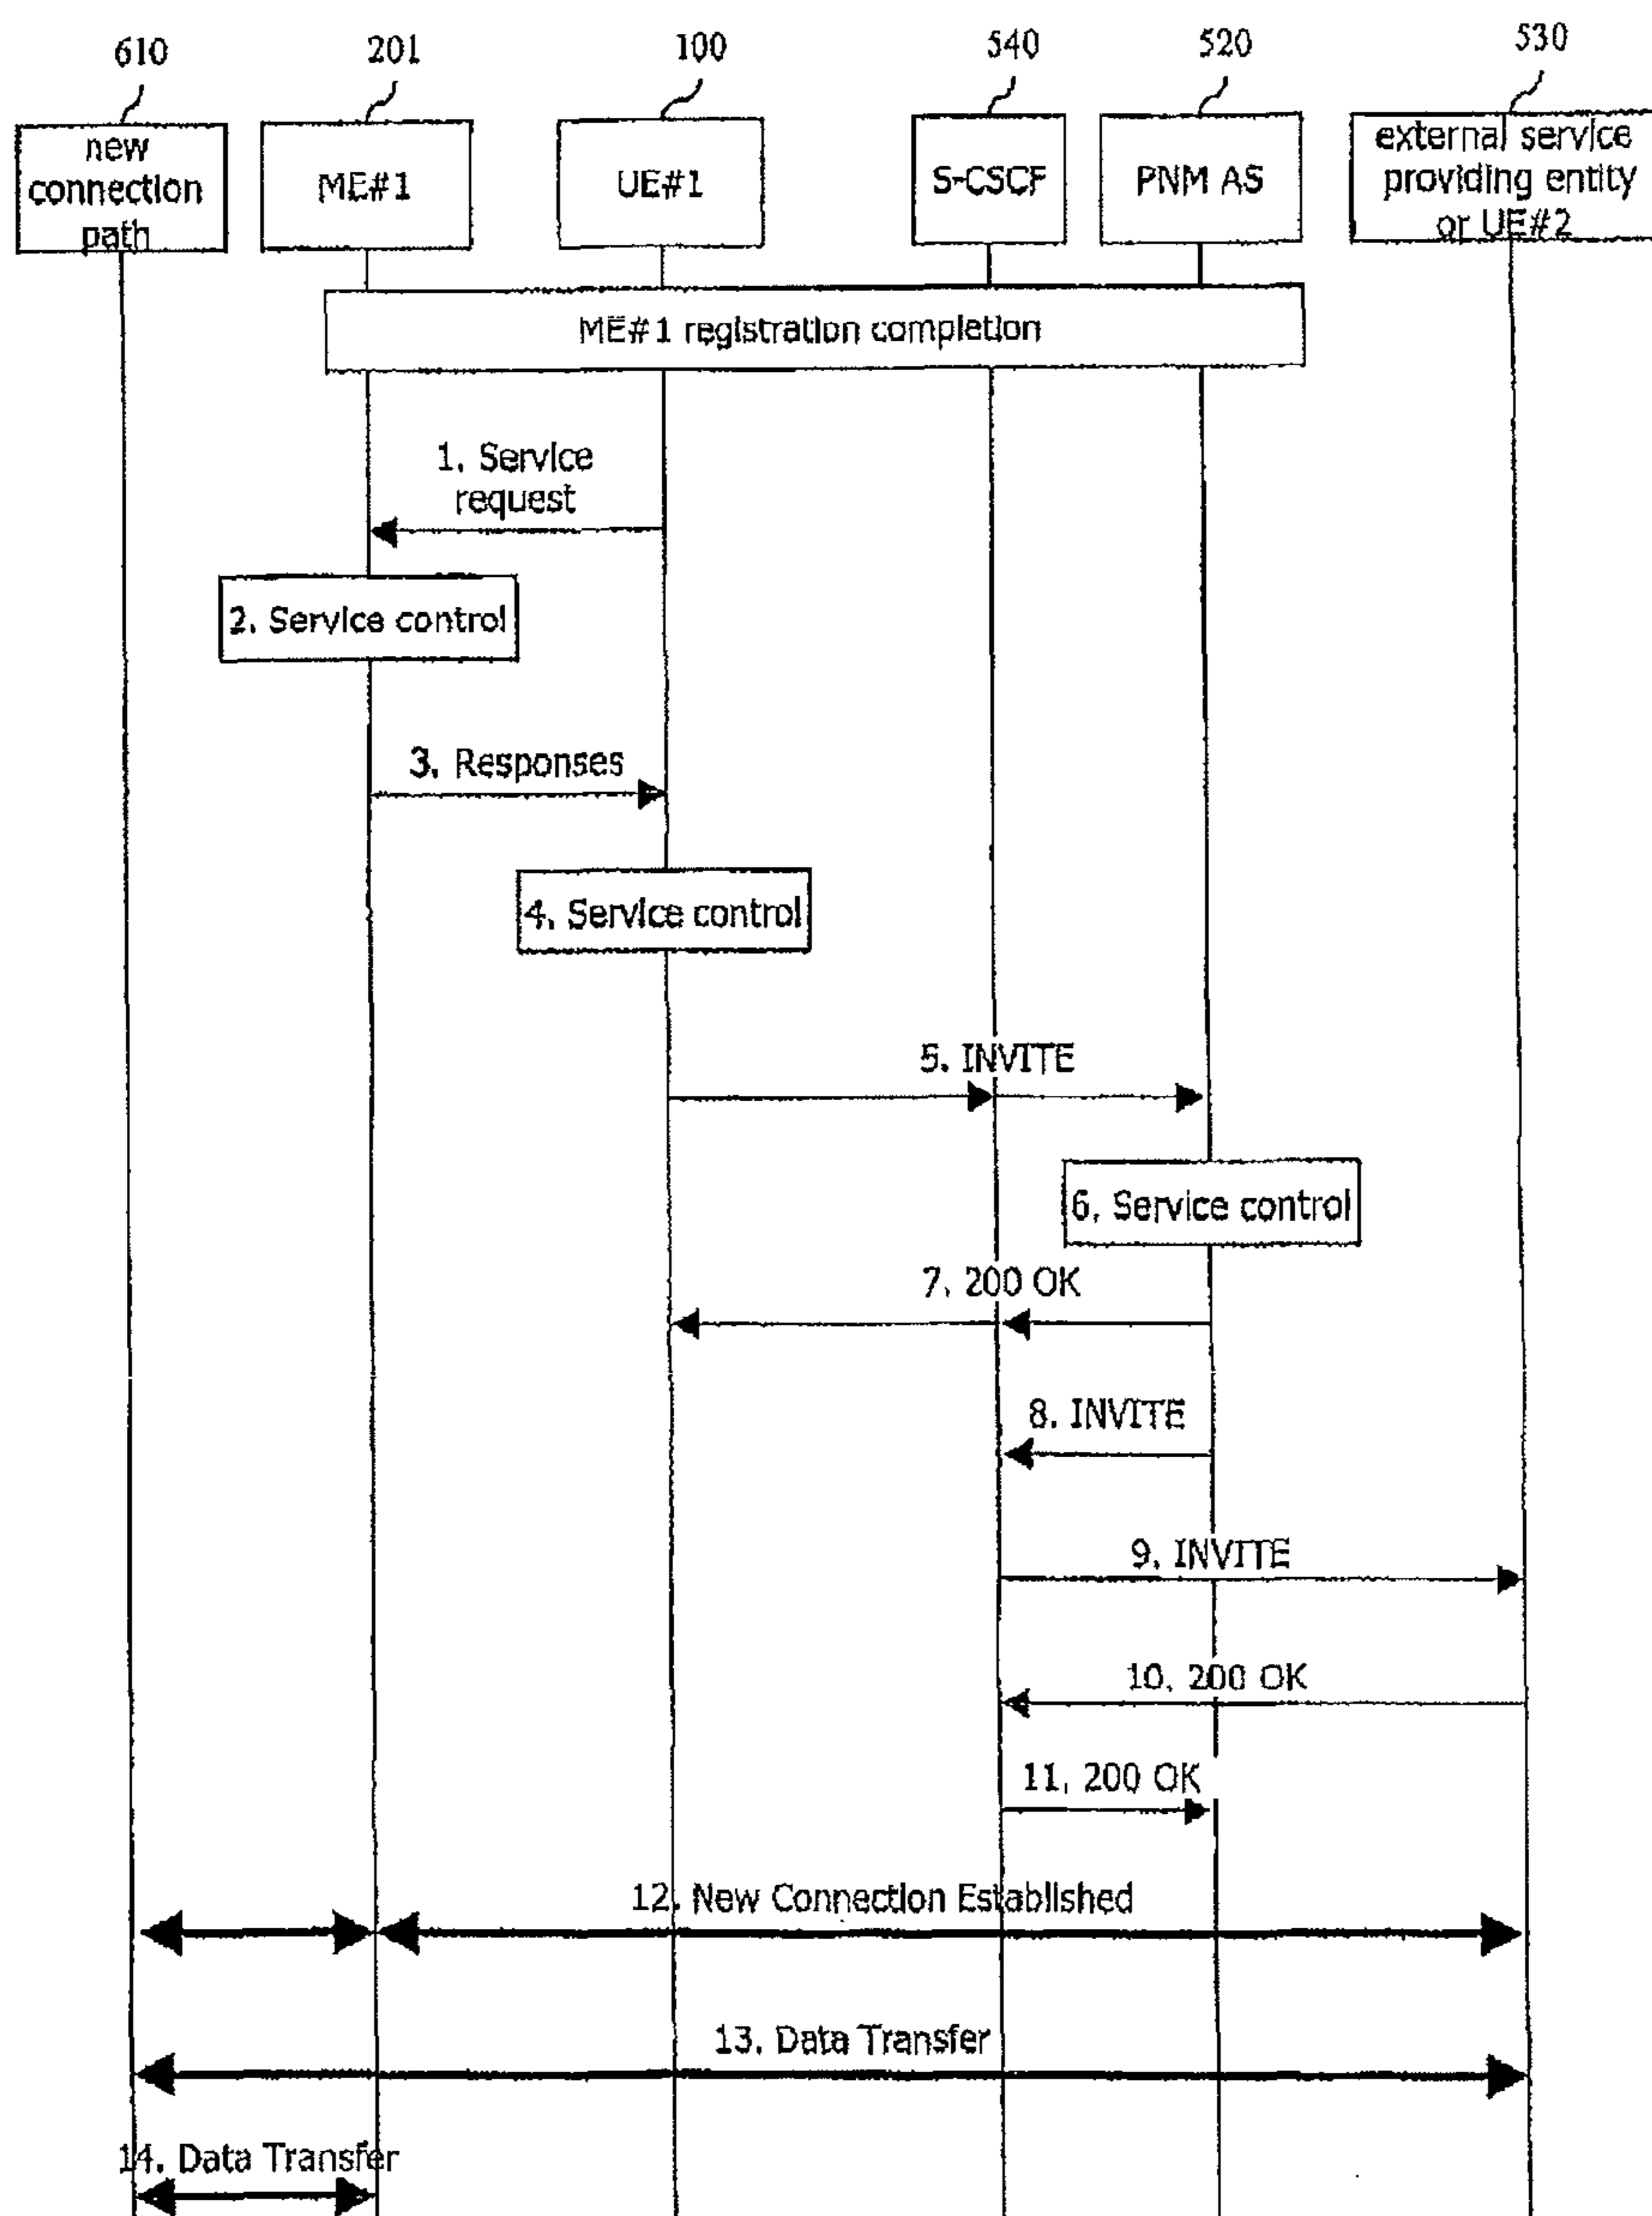 610
201
100
540
520
530
new
connection
path
ME#1
UE#1
S-CSCF
PNM AS
external service
providing entity
or UE#2
ME#1 registration completion
1. Service
request
2. Service control
3. Responses
4. Service control
5. INVITE
6. Service control
7. 200 OK
8. INVITE
9. INVITE
10. 200 OK
11. 200 OK
12. New Connection Established
13. Data Transfer
14. Data Transfer